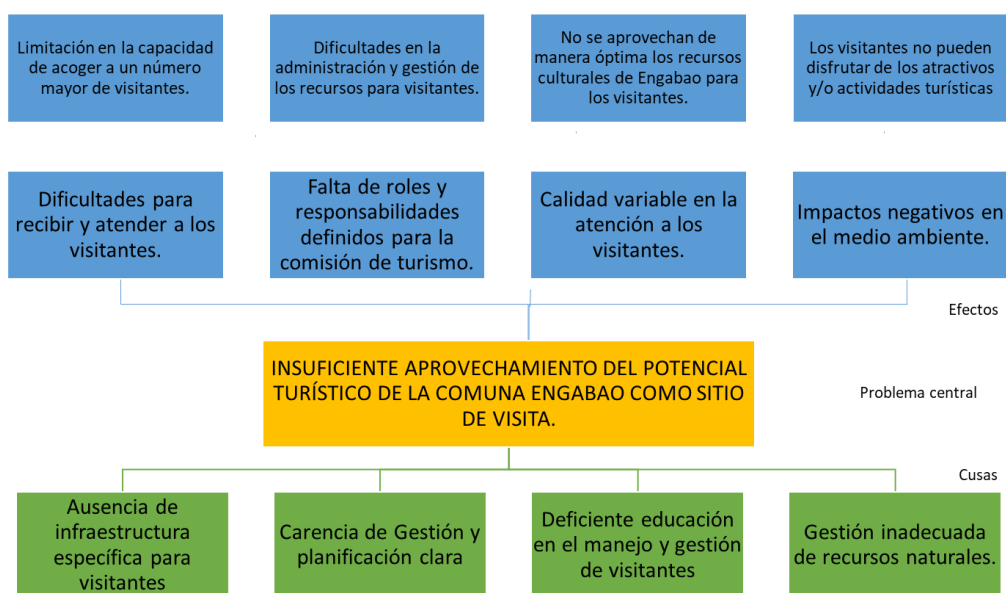 Limitación en la capacidad
de acoger a un número
mayor de visitantes.
Dificultades en la
administración y gestión de
los recursos para visitantes.
No se aprovechan de
manera óptima los recursos
culturales de Engabao para
los visitantes.
Los visitantes no pueden
disfrutar de los atractivos
y/o actividades turísticas
Dificultades para
recibir y atender a los
visitantes.
Falta de roles y
responsabilidades
definidos para la
comisión de turismo.
Calidad variable en la
atención a los
visitantes.
Impactos negativos en
el medio ambiente.
Efectos
INSUFICIENTE APROVECHAMIENTO DEL POTENCIAL
TURÍSTICO DE LA COMUNA ENGABAO COMO SITIO
DE VISITA.
Problema central
Cusas
Ausencia de
infraestructura
específica para
visitantes
Carencia de Gestión y
planificación clara
Deficiente educación
en el manejo y gestión
de visitantes
Gestión inadecuada
de recursos naturales.